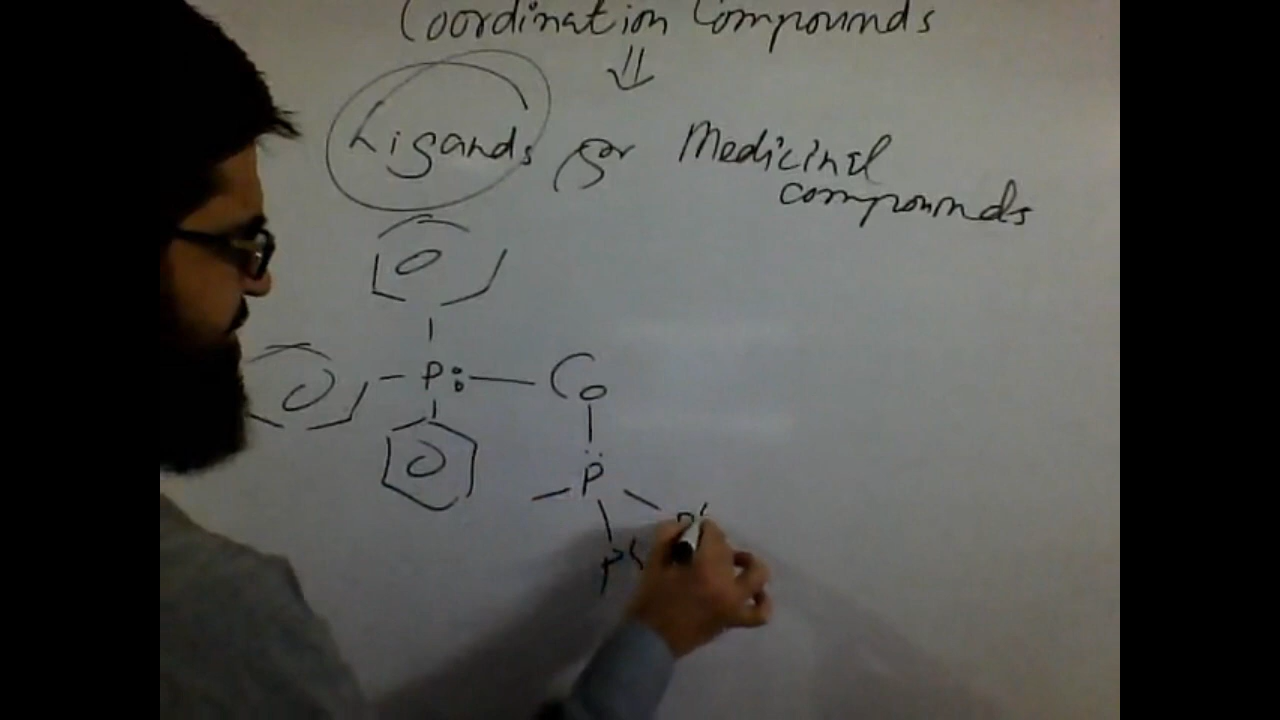 Coordination Compounds
⇓
Ligands for Medicinal
compounds
P: Co
P